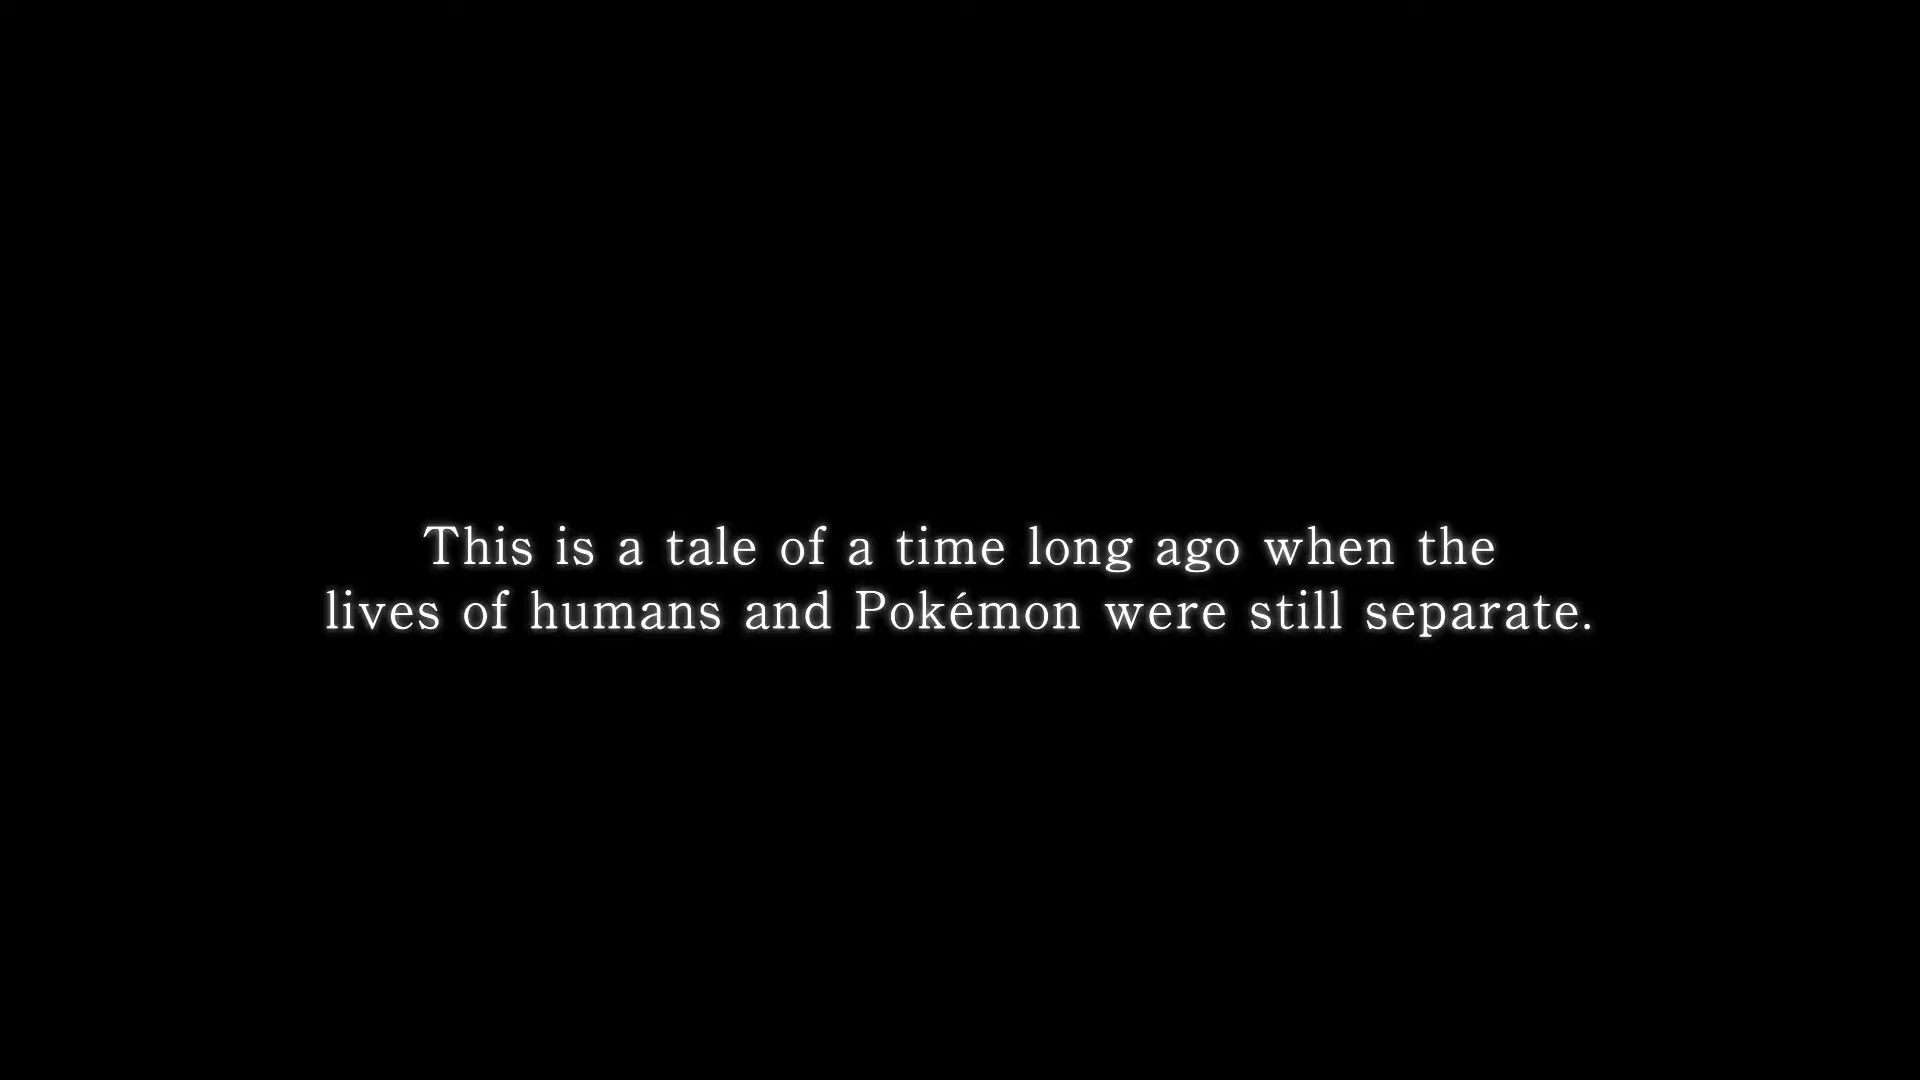 This is a tale of a time long ago when the
lives of humans and Pokémon were still separate.